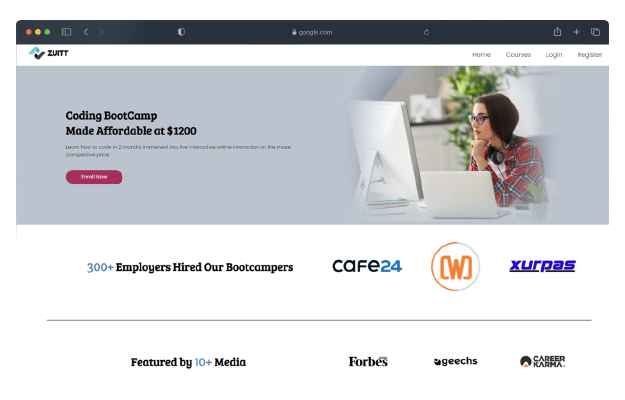 google.com
ZUITT
Home Courses Login Register
Coding BootCamp
Made Affordable at $1200
Learn how to code in 2 months immersed into live interactive online interaction at the mose
competitive price
Enroll Now
300+ Employers Hired Our Bootcampers
CAFE24
[W]
xurpas
Featured by 10+ Media
Forbes
geechs
CAREER
KARMA.